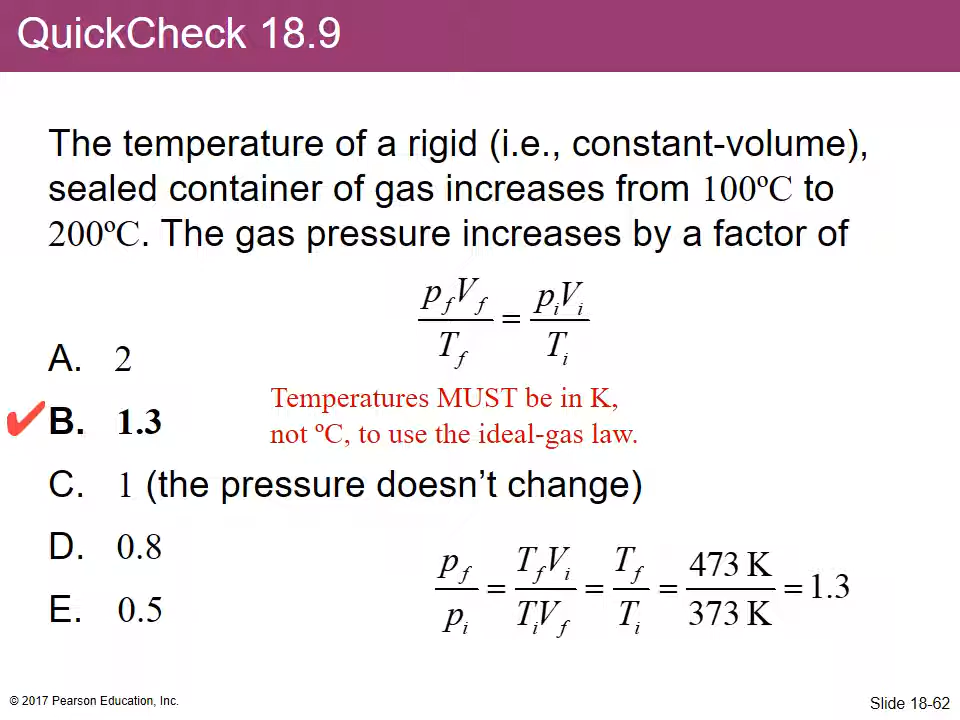 QuickCheck 18.9
The temperature of a rigid (i.e., constant-volume),
sealed container of gas increases from 100ºC to
200ºC. The gas pressure increases by a factor of
p_f V_f / T_f = p_i V_i / T_i
A. 2
✔ B. 1.3
Temperatures MUST be in K,
not ºC, to use the ideal-gas law.
C. 1 (the pressure doesn’t change)
D. 0.8
p_f / p_i = T_f V_i / T_i V_f = T_f / T_i = 473 K / 373 K = 1.3
E. 0.5
© 2017 Pearson Education, Inc.
Slide 18-62